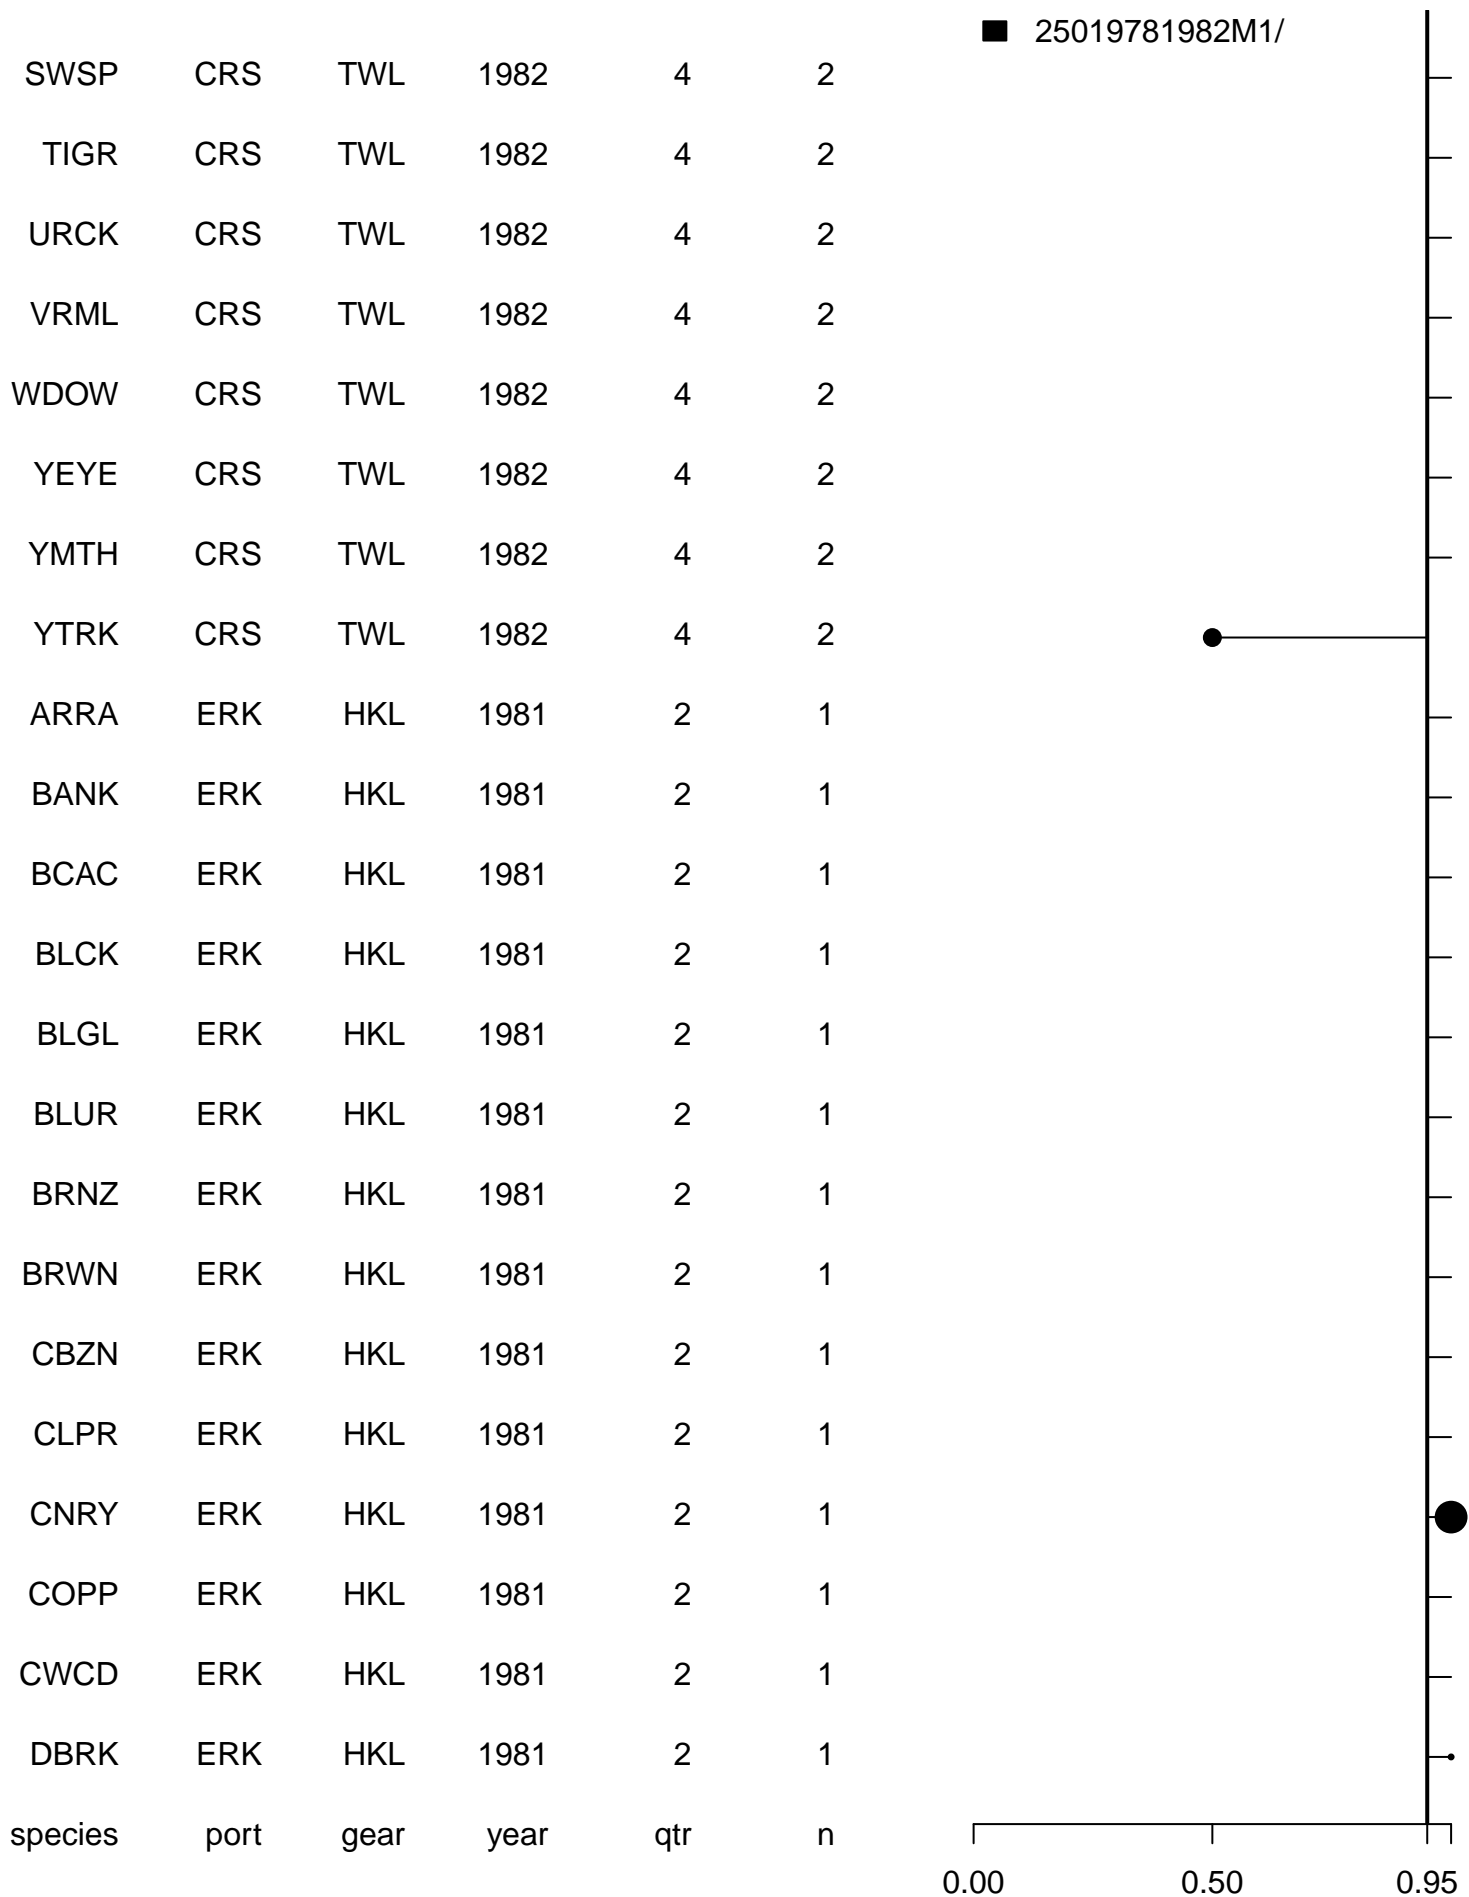 25019781982M1/
SWSP CRS TWL 1982 4 2
TIGR CRS TWL 1982 4 2
URCK CRS TWL 1982 4 2
VRML CRS TWL 1982 4 2
WDOW CRS TWL 1982 4 2
YEYE CRS TWL 1982 4 2
YMTH CRS TWL 1982 4 2
YTRK CRS TWL 1982 4 2
ARRA ERK HKL 1981 2 1
BANK ERK HKL 1981 2 1
BCAC ERK HKL 1981 2 1
BLCK ERK HKL 1981 2 1
BLGL ERK HKL 1981 2 1
BLUR ERK HKL 1981 2 1
BRNZ ERK HKL 1981 2 1
BRWN ERK HKL 1981 2 1
CBZN ERK HKL 1981 2 1
CLPR ERK HKL 1981 2 1
CNRY ERK HKL 1981 2 1
COPP ERK HKL 1981 2 1
CWCD ERK HKL 1981 2 1
DBRK ERK HKL 1981 2 1
species port gear year qtr n
0.00 0.50 0.95